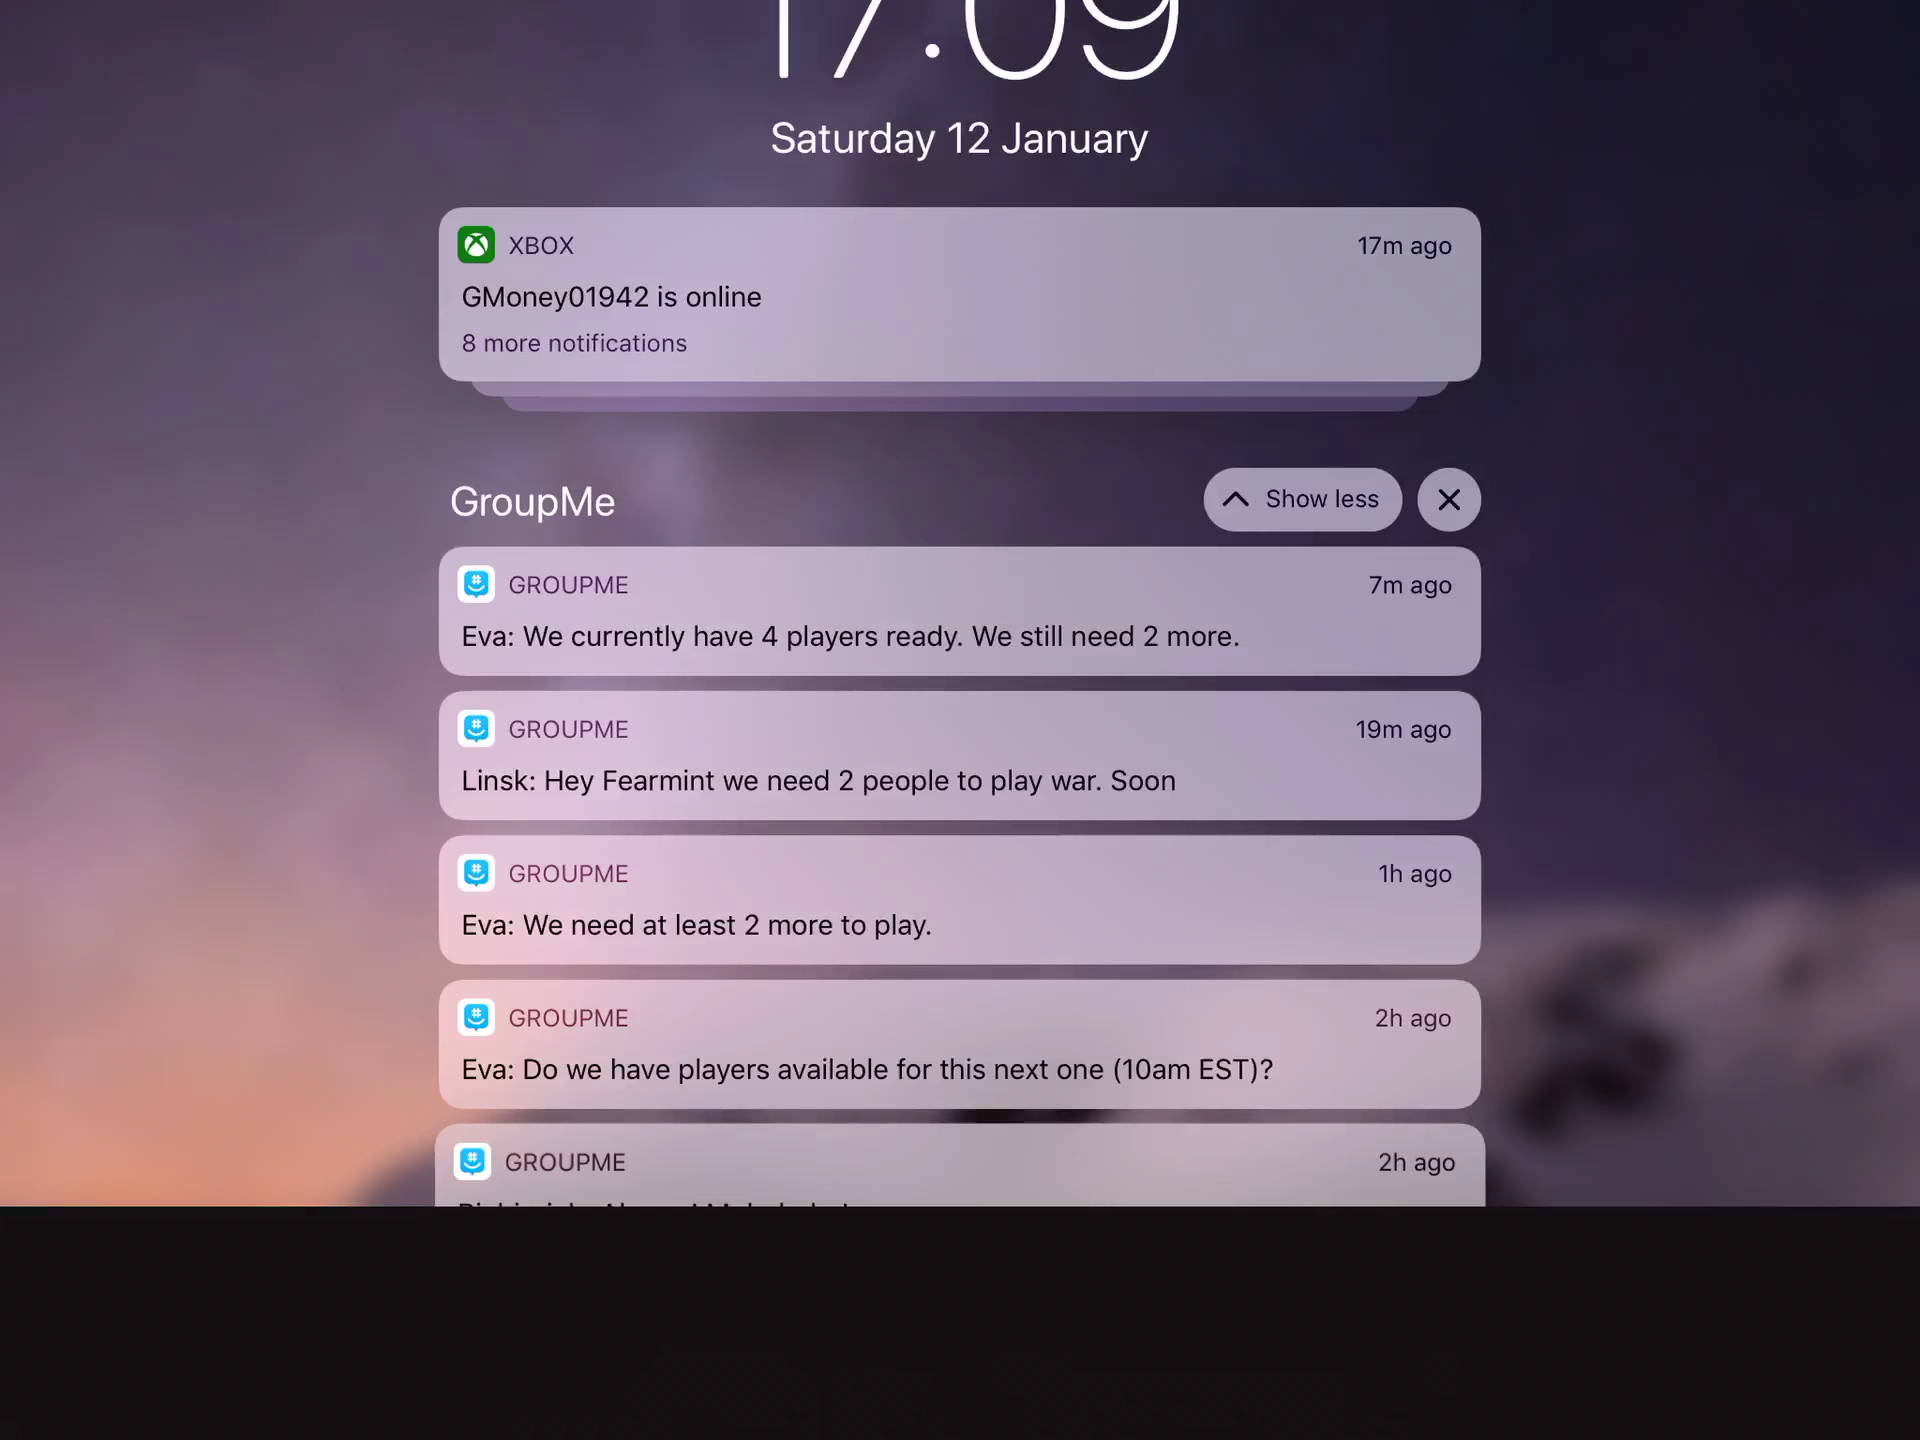 17:09
Saturday 12 January
XBOX
17m ago
GMoney01942 is online
8 more notifications
GroupMe
Show less
GROUPME
7m ago
Eva: We currently have 4 players ready. We still need 2 more.
GROUPME
19m ago
Linsk: Hey Fearmint we need 2 people to play war. Soon
GROUPME
1h ago
Eva: We need at least 2 more to play.
GROUPME
2h ago
Eva: Do we have players available for this next one (10am EST)?
GROUPME
2h ago